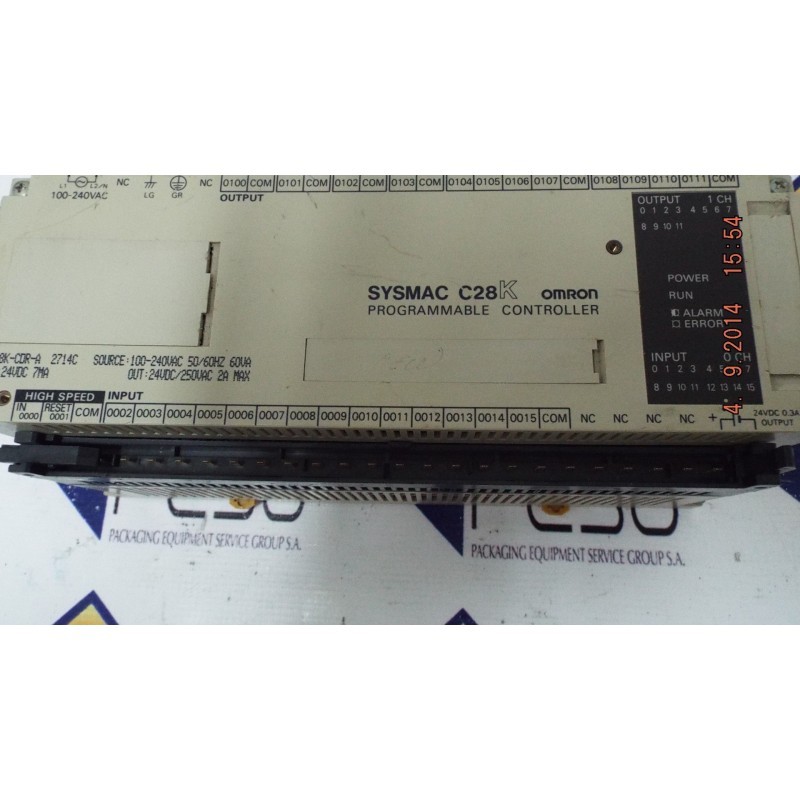 L1 L2/N NC LG GR NC 0100 COM 0101 COM 0102 COM 0103 COM 0104 0105 0106 0107 COM 0108 0109 0110 0111 COM
100-240VAC
OUTPUT
OUTPUT 1 CH
0 1 2 3 4 5 6 7
8 9 10 11
POWER
RUN
ALARM
ERROR
INPUT 0 CH
0 1 2 3 4 5 6 7
8 9 10 11 12 13 14 15
SYSMAC C28K omron
PROGRAMMABLE CONTROLLER
8K-CDR-A 2714C SOURCE:100-240VAC 50/60HZ 60VA
24VDC 7MA OUT:24VDC/250VAC 2A MAX
HIGH SPEED INPUT
IN 0000 RESET 0001 COM 0002 0003 0004 0005 0006 0007 0008 0009 0010 0011 0012 0013 0014 0015 COM NC NC NC NC + -
24VDC 0.3A
OUTPUT
4. 9.2014 15:54
PACKAGING EQUIPMENT SERVICE GROUP S.A.
PACKAGING EQUIPMENT SERVICE GROUP S.A.